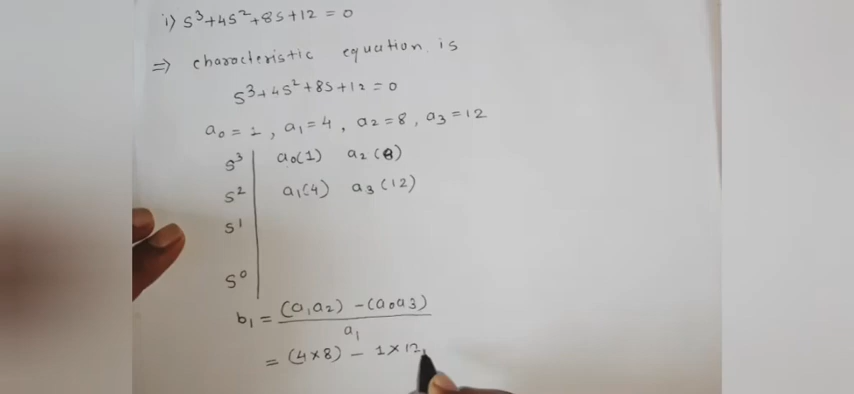 i) S³+4S²+8S+12 = 0
⇒ charocteristic equation is
S³+4S²+8S+12=0
a₀ = 1, a₁=4, a₂=8, a₃=12
S³ | a₀(1) a₂(8)
S² | a₁(4) a₃(12)
S¹ |
S⁰ |
b₁ = (a₁a₂) - (a₀a₃)
a₁
= (4×8) - 1×12